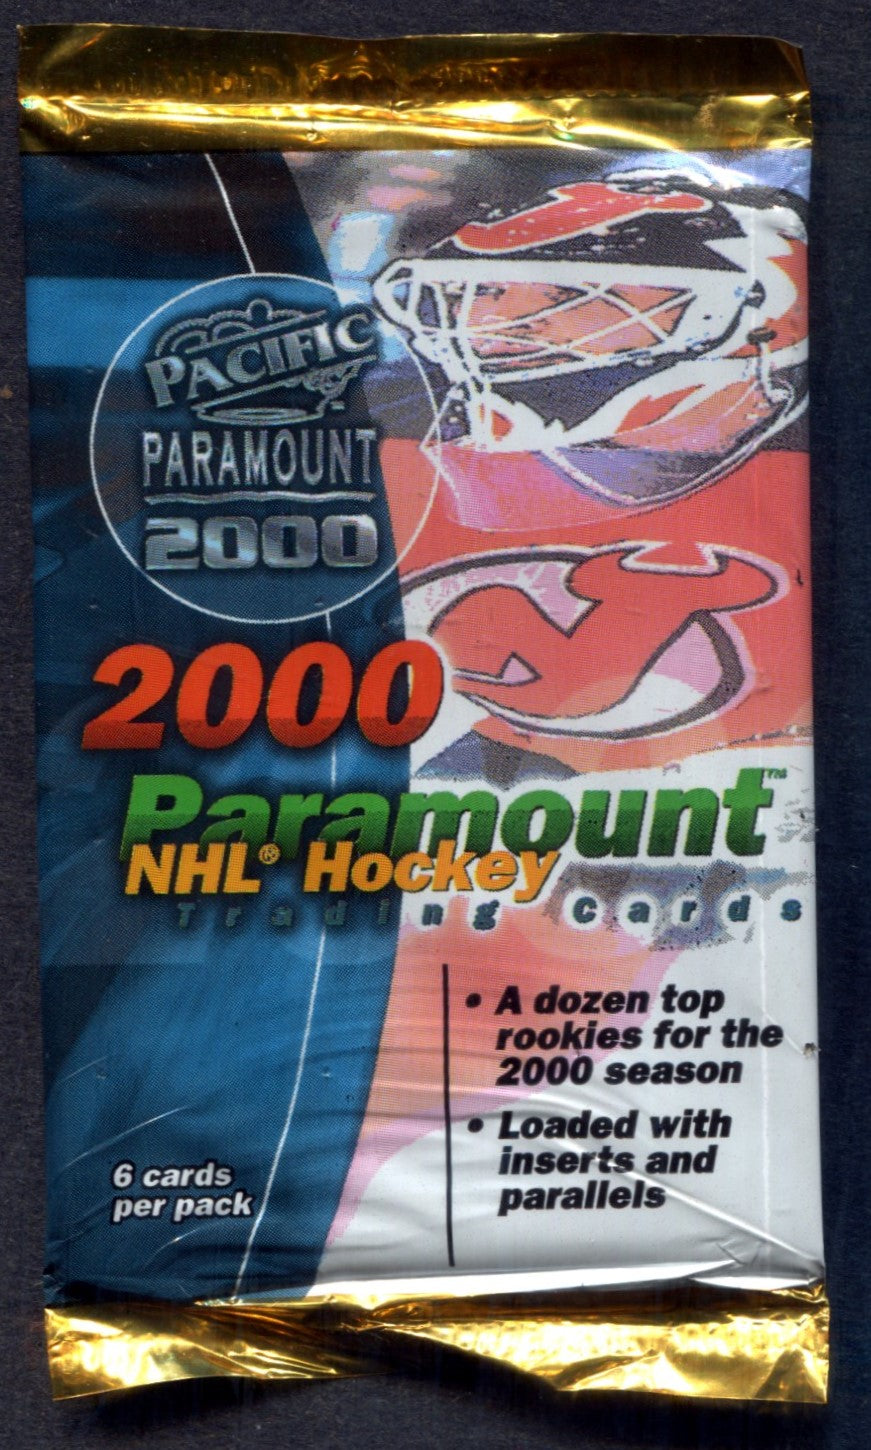 PACIFIC
PARAMOUNT
2000
2000
Paramount™
NHL® Hockey
Trading Cards
• A dozen top
rookies for the
2000 season
• Loaded with
inserts and
parallels
6 cards
per pack